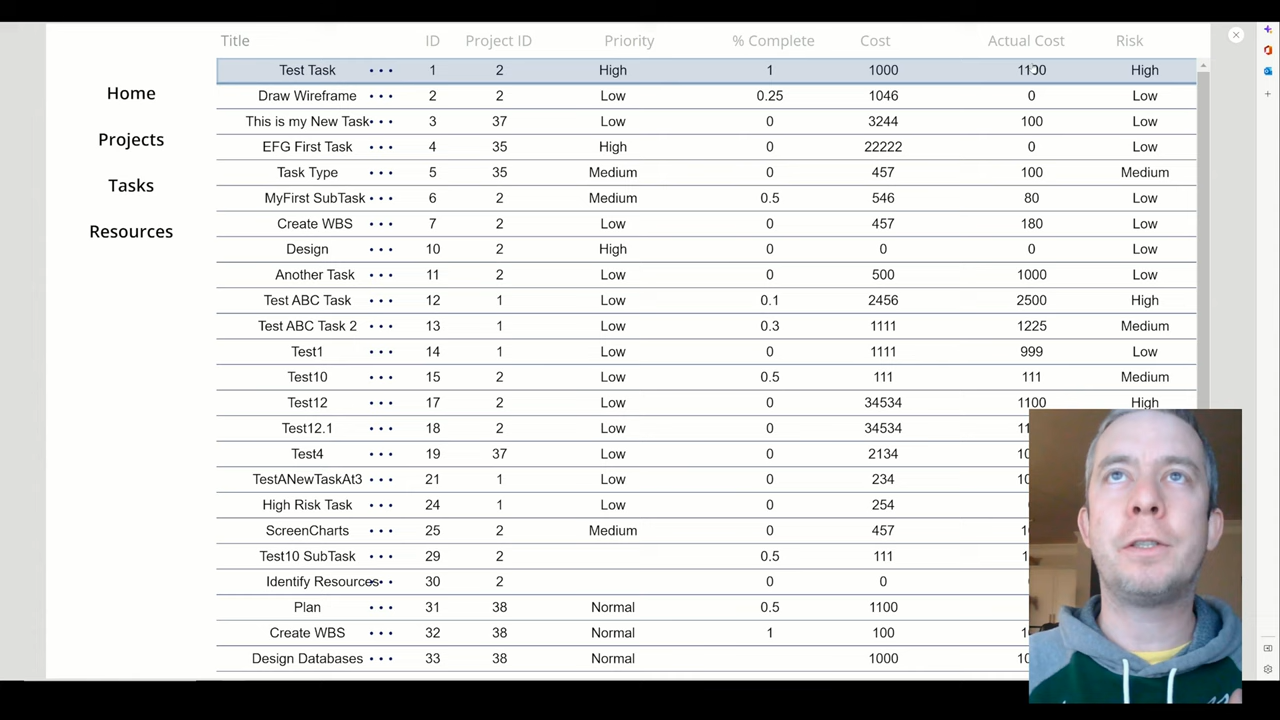 Title ID Project ID Priority % Complete Cost Actual Cost Risk
Home
Projects
Tasks
Resources
Test Task 1 2 High 1 1000 1100 High
Draw Wireframe 2 2 Low 0.25 1046 0 Low
This is my New Task 3 37 Low 0 3244 100 Low
EFG First Task 4 35 High 0 22222 0 Low
Task Type 5 35 Medium 0 457 100 Medium
MyFirst SubTask 6 2 Medium 0.5 546 80 Low
Create WBS 7 2 Low 0 457 180 Low
Design 10 2 High 0 0 0 Low
Another Task 11 2 Low 0 500 1000 Low
Test ABC Task 12 1 Low 0.1 2456 2500 High
Test ABC Task 2 13 1 Low 0.3 1111 1225 Medium
Test1 14 1 Low 0 1111 999 Low
Test10 15 2 Low 0.5 111 111 Medium
Test12 17 2 Low 0 34534 1100 High
Test12.1 18 2 Low 0 34534
Test4 19 37 Low 0 2134
TestANewTaskAt3 21 1 Low 0 234
High Risk Task 24 1 Low 0 254
ScreenCharts 25 2 Medium 0 457
Test10 SubTask 29 2 0.5 111
Identify Resources 30 2 0 0
Plan 31 38 Normal 0.5 1100
Create WBS 32 38 Normal 1 100
Design Databases 33 38 Normal 1000